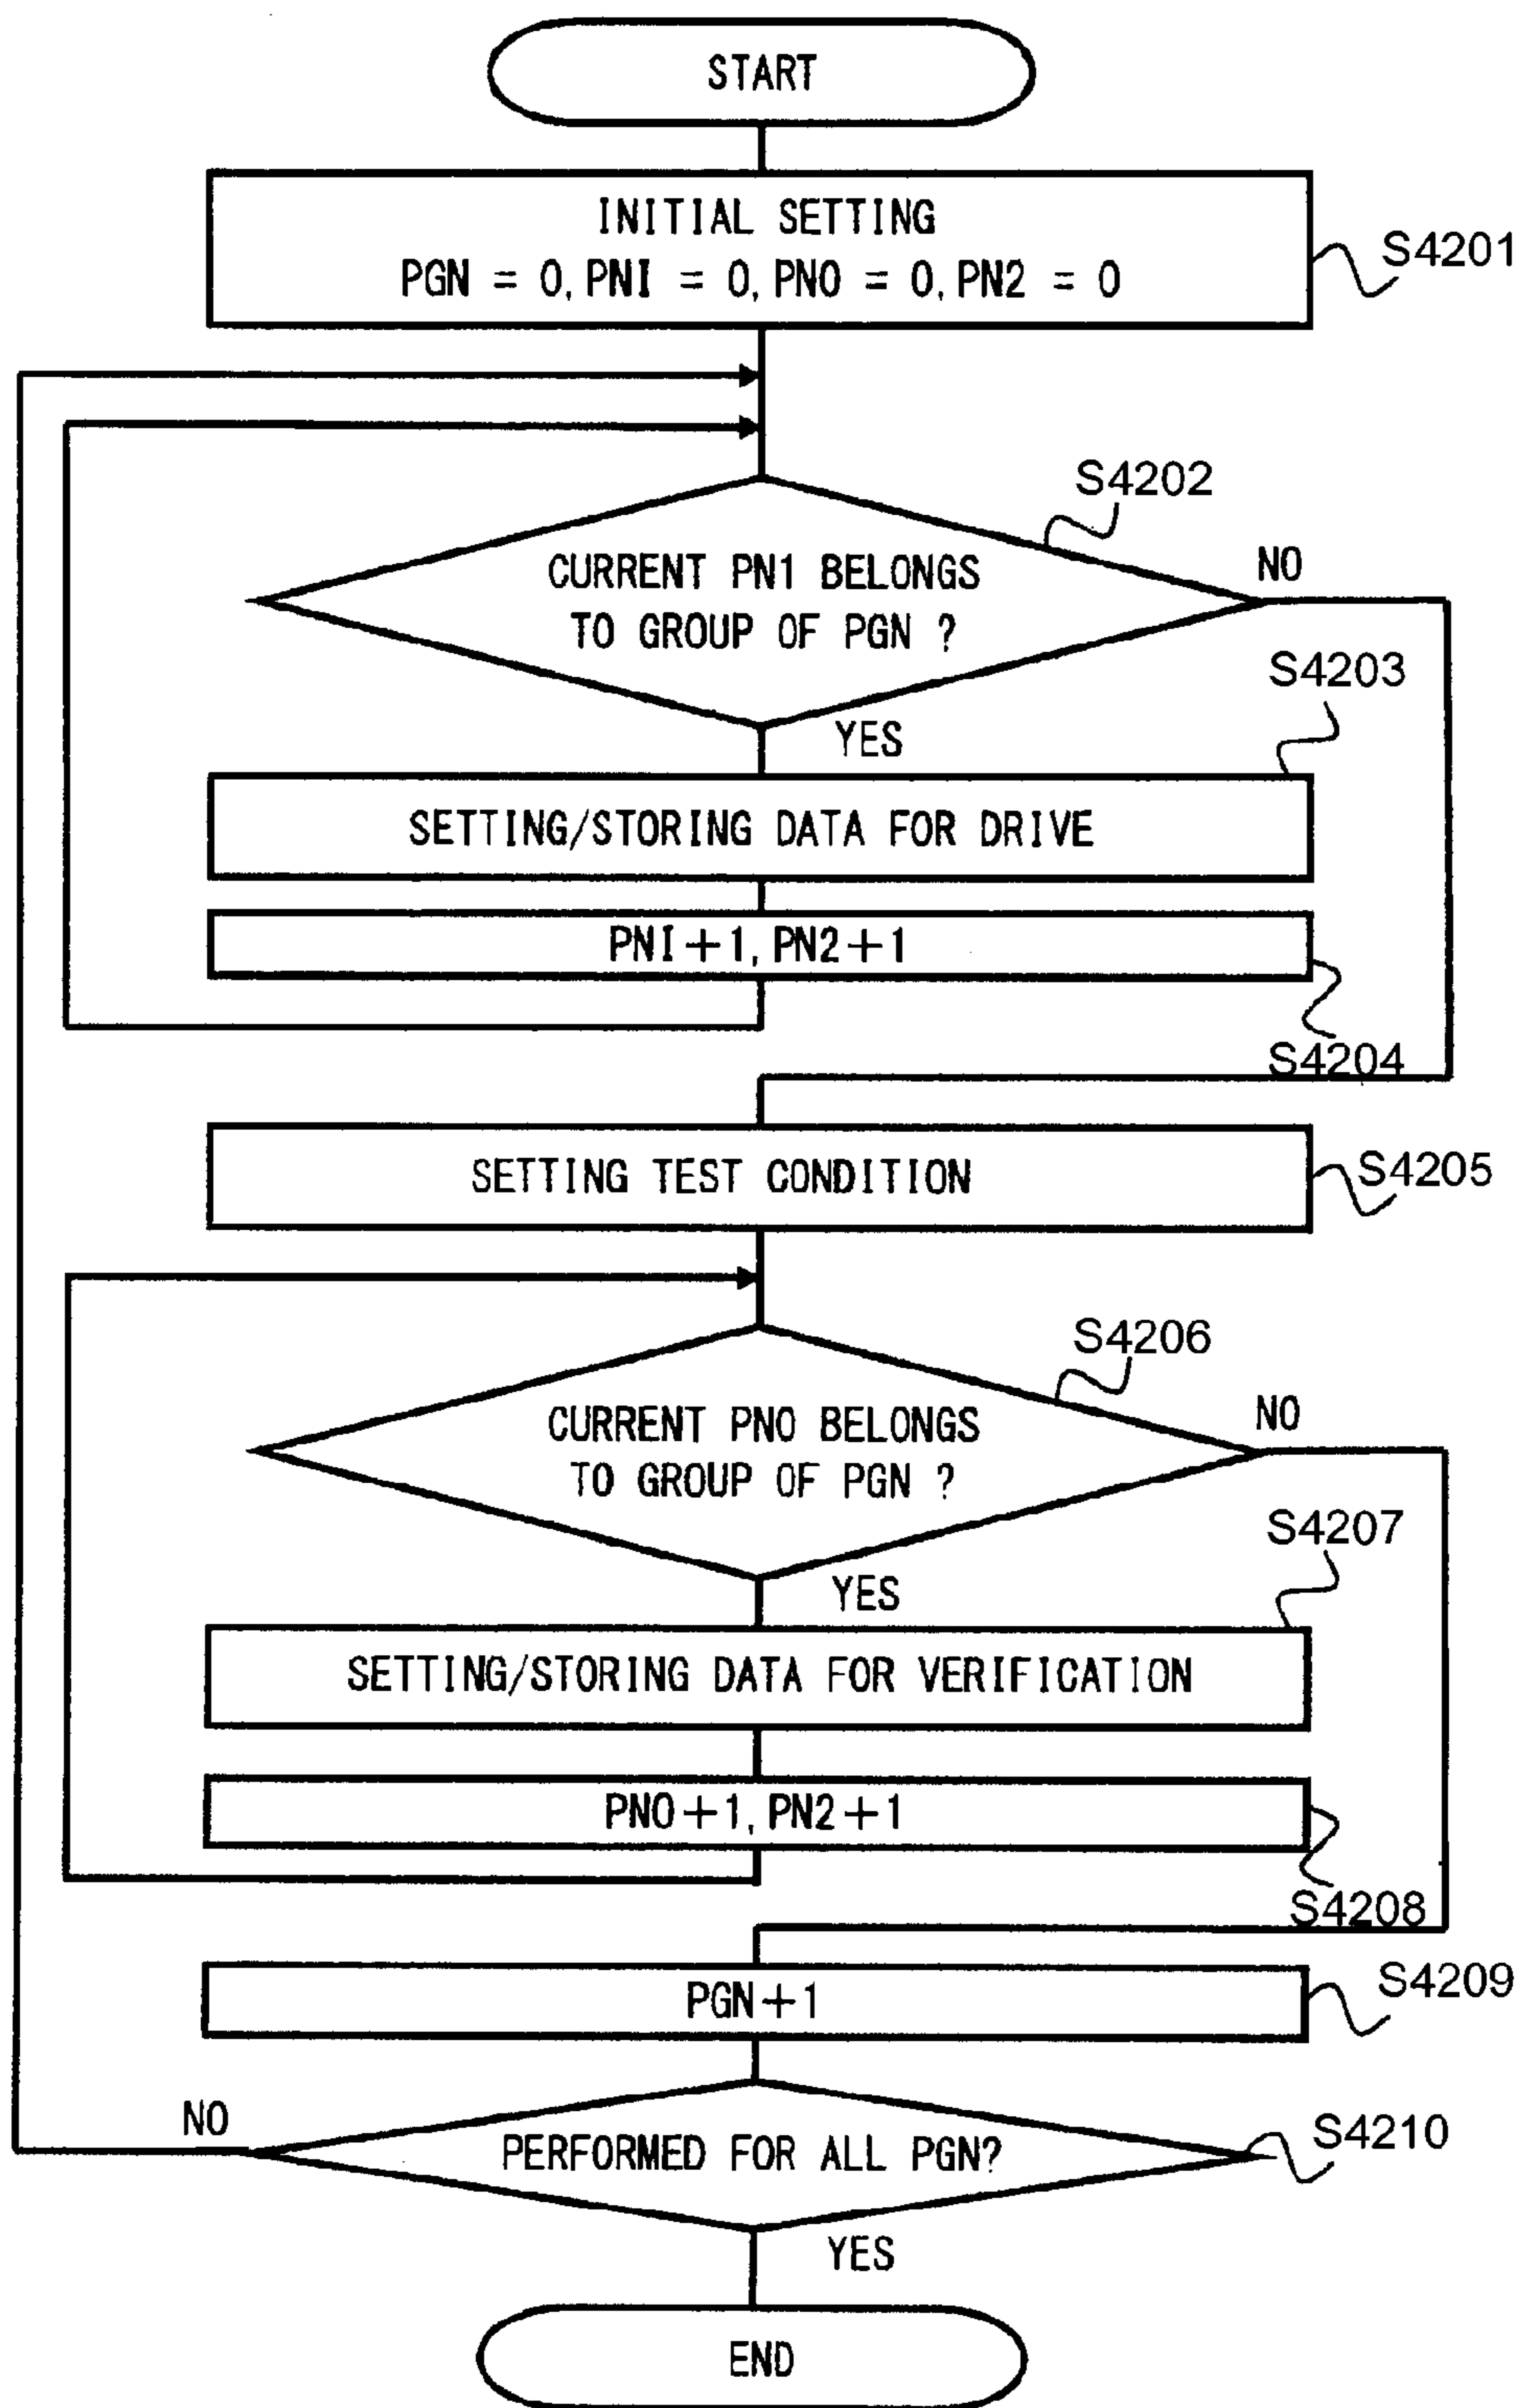 START
INITIAL SETTING
PGN = 0, PNI = 0, PNO = 0, PN2 = 0
S4201
S4202
CURRENT PN1 BELONGS
TO GROUP OF PGN ?
NO
YES
S4203
SETTING/STORING DATA FOR DRIVE
PNI+1, PN2+1
S4204
SETTING TEST CONDITION
S4205
S4206
CURRENT PNO BELONGS
TO GROUP OF PGN ?
NO
YES
S4207
SETTING/STORING DATA FOR VERIFICATION
PNO+1, PN2+1
S4208
PGN+1
S4209
NO
PERFORMED FOR ALL PGN?
S4210
YES
END